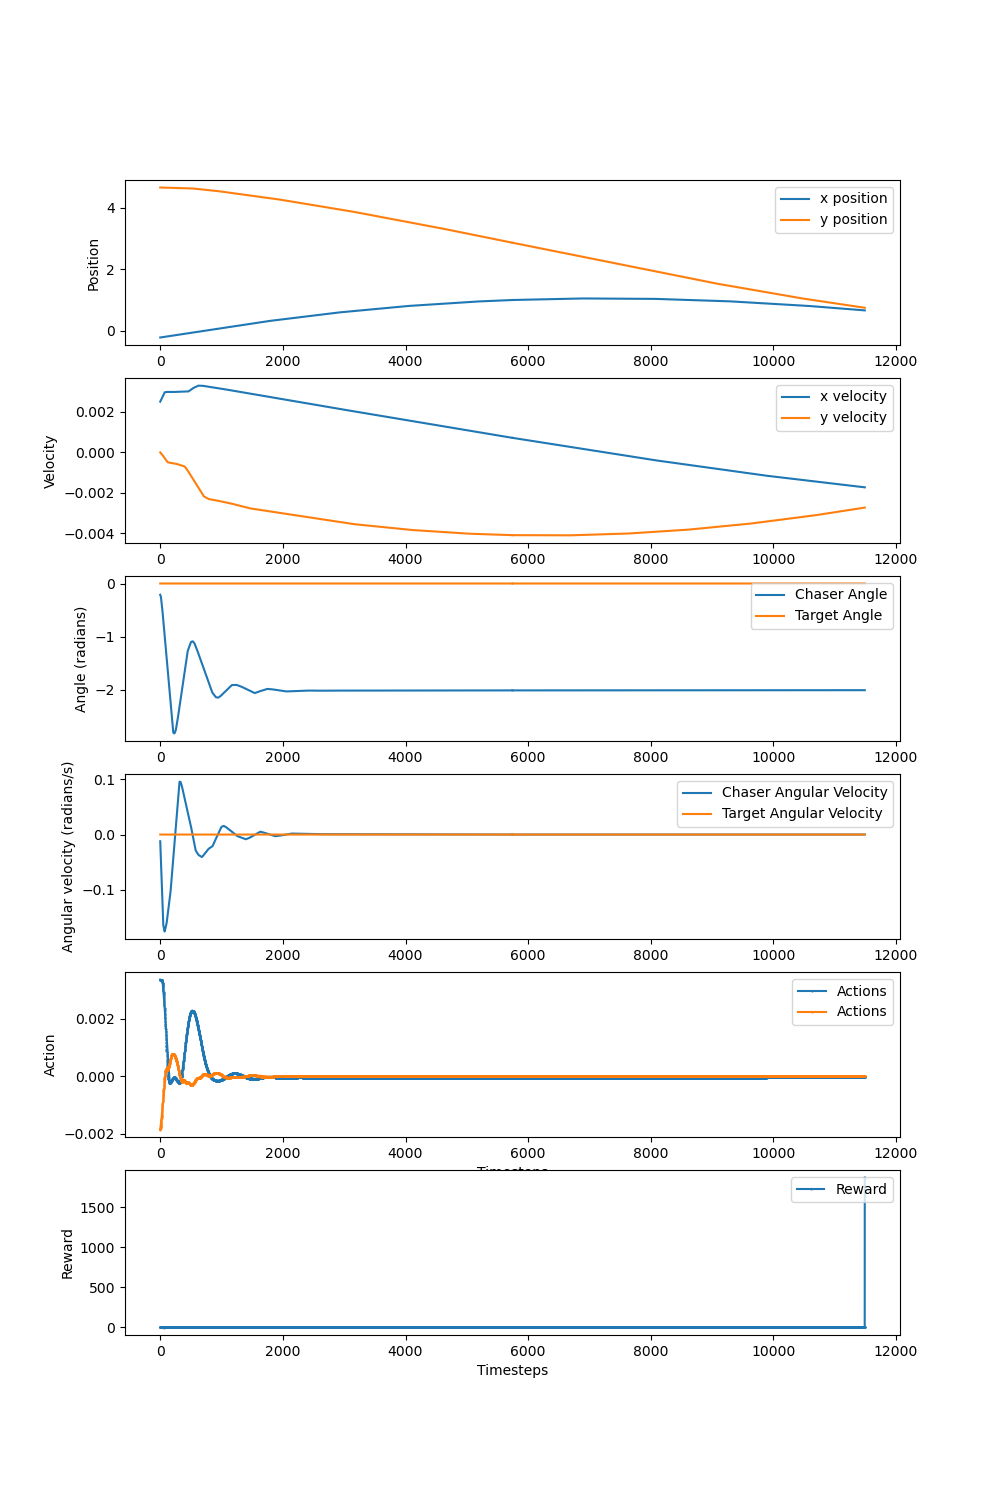 Position
4
2
0
x position
y position
0 2000 4000 6000 8000 10000 12000
Velocity
0.002
0.000
−0.002
−0.004
x velocity
y velocity
0 2000 4000 6000 8000 10000 12000
Angle (radians)
0
−1
−2
Chaser Angle
Target Angle
0 2000 4000 6000 8000 10000 12000
Angular velocity (radians/s)
0.1
0.0
−0.1
Chaser Angular Velocity
Target Angular Velocity
0 2000 4000 6000 8000 10000 12000
Action
0.002
0.000
−0.002
Actions
Actions
0 2000 4000 6000 8000 10000 12000
Timesteps
Reward
1500
1000
500
0
Reward
0 2000 4000 6000 8000 10000 12000
Timesteps